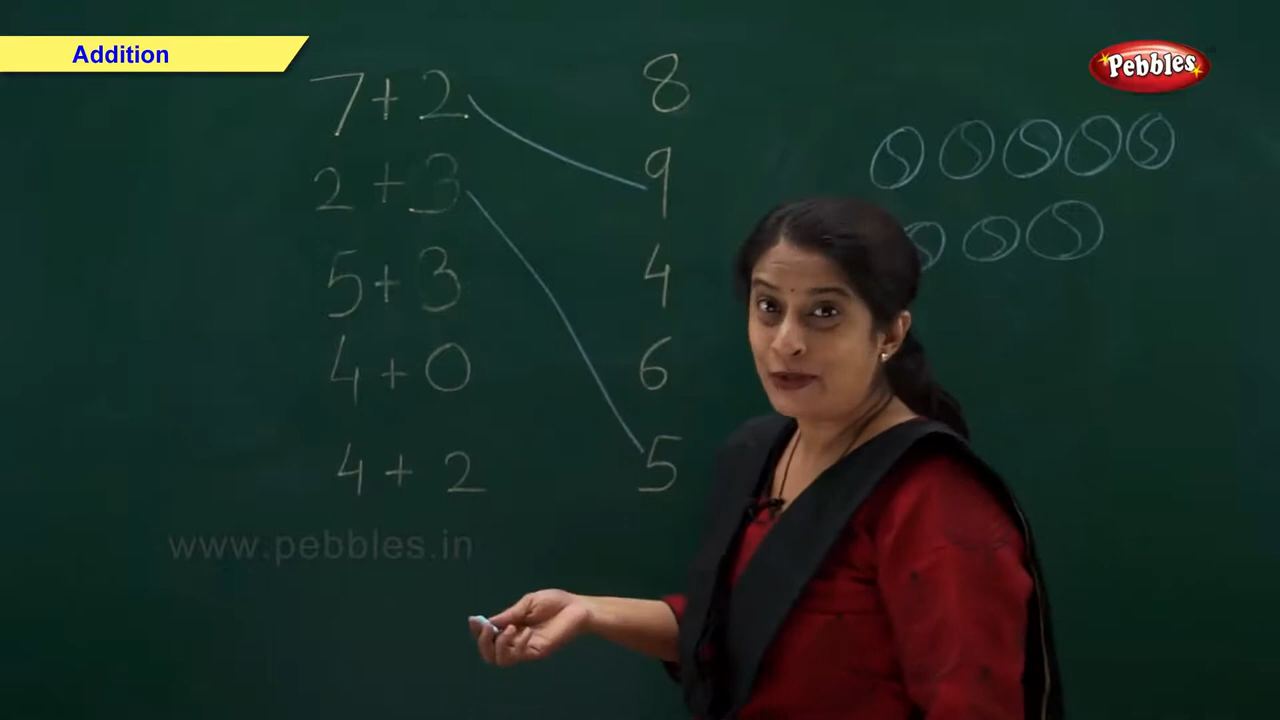 Addition
Pebbles
7 + 2 8
2 + 3 9
5 + 3 4
4 + 0 6
4 + 2 5
www.pebbles.in